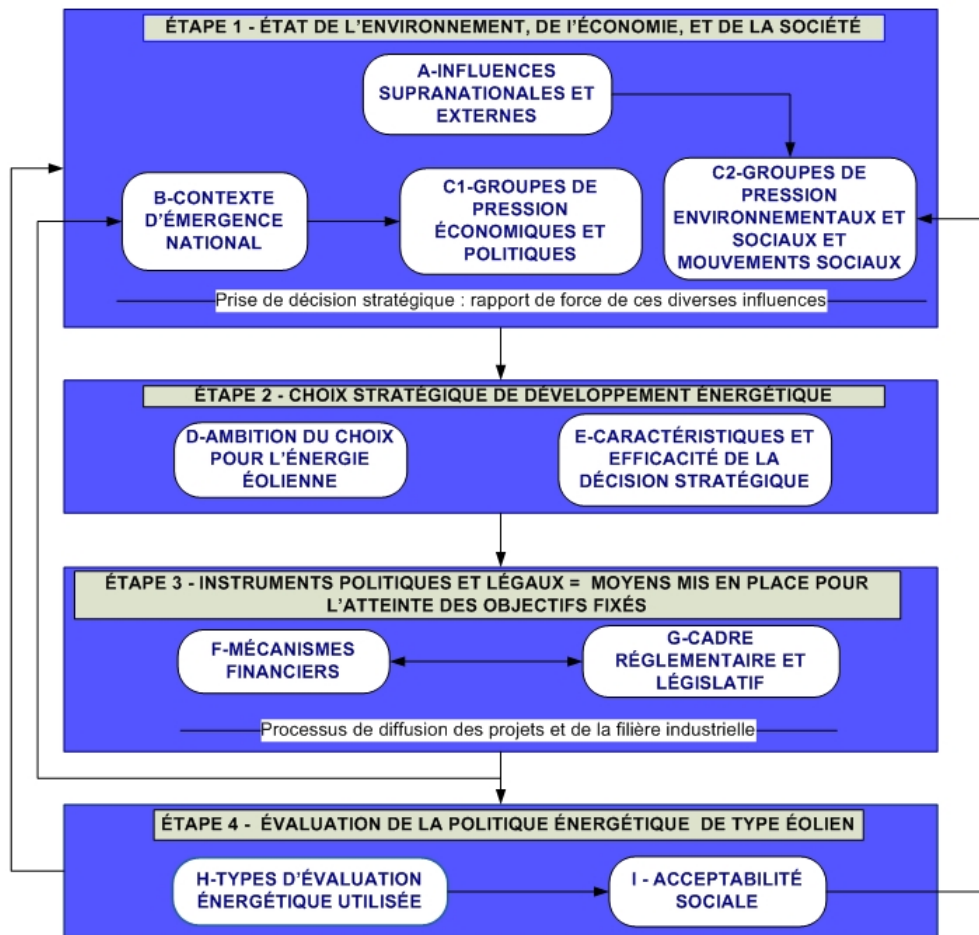 ÉTAPE 1 - ÉTAT DE L'ENVIRONNEMENT, DE l'ÉCONOMIE, ET DE LA SOCIÉTÉ
A-INFLUENCES
SUPRANATIONALES ET
EXTERNES
B-CONTEXTE
D'ÉMERGENCE
NATIONAL
C1-GROUPES DE
PRESSION
ÉCONOMIQUES ET
POLITIQUES
C2-GROUPES DE
PRESSION
ENVIRONNEMENTAUX ET
SOCIAUX ET
MOUVEMENTS SOCIAUX
Prise de décision stratégique : rapport de force de ces diverses influences
ÉTAPE 2 - CHOIX STRATÉGIQUE DE DÉVELOPPEMENT ÉNERGÉTIQUE
D-AMBITION DU CHOIX
POUR L'ÉNERGIE
ÉOLIENNE
E-CARACTÉRISTIQUES ET
EFFICACITÉ DE LA
DÉCISION STRATÉGIQUE
ÉTAPE 3 - INSTRUMENTS POLITIQUES ET LÉGAUX = MOYENS MIS EN PLACE POUR
L'ATTEINTE DES OBJECTIFS FIXÉS
F-MÉCANISMES
FINANCIERS
G-CADRE
RÉGLEMENTAIRE ET
LÉGISLATIF
Processus de diffusion des projets et de la filière industrielle
ÉTAPE 4 - ÉVALUATION DE LA POLITIQUE ÉNERGÉTIQUE DE TYPE ÉOLIEN
H-TYPES D'ÉVALUATION
ÉNERGÉTIQUE UTILISÉE
I - ACCEPTABILITÉ
SOCIALE